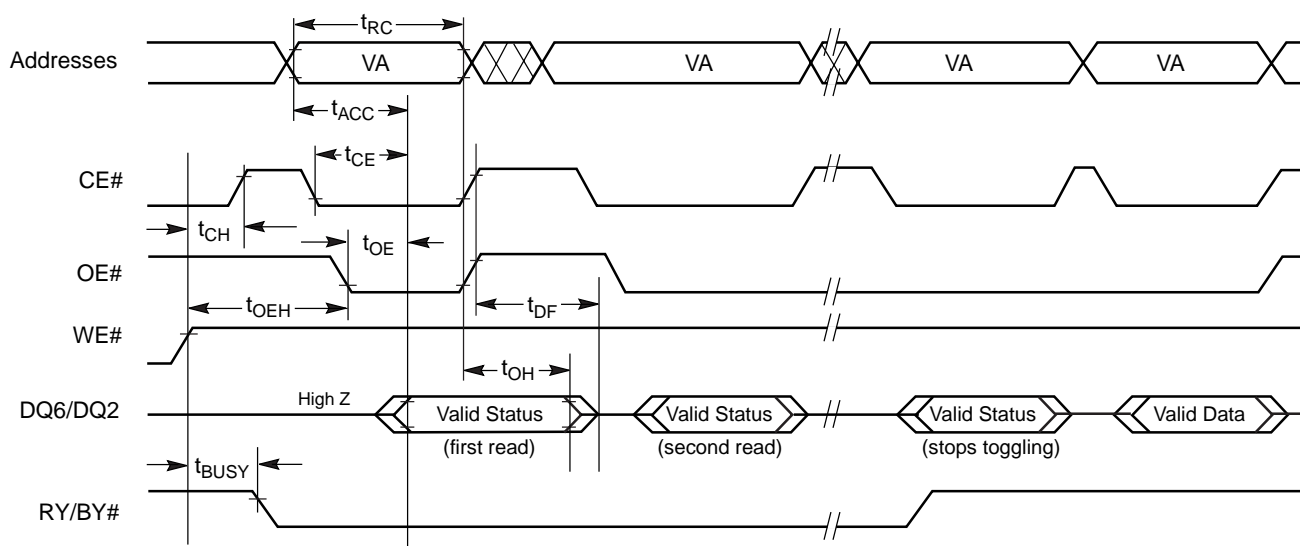 tRC
Addresses VA VA VA VA
tACC
tCE
CE#
tCH tOE
OE#
tOEH tDF
WE#
tOH
High Z
DQ6/DQ2 Valid Status Valid Status Valid Status Valid Data
(first read) (second read) (stops toggling)
tBUSY
RY/BY#